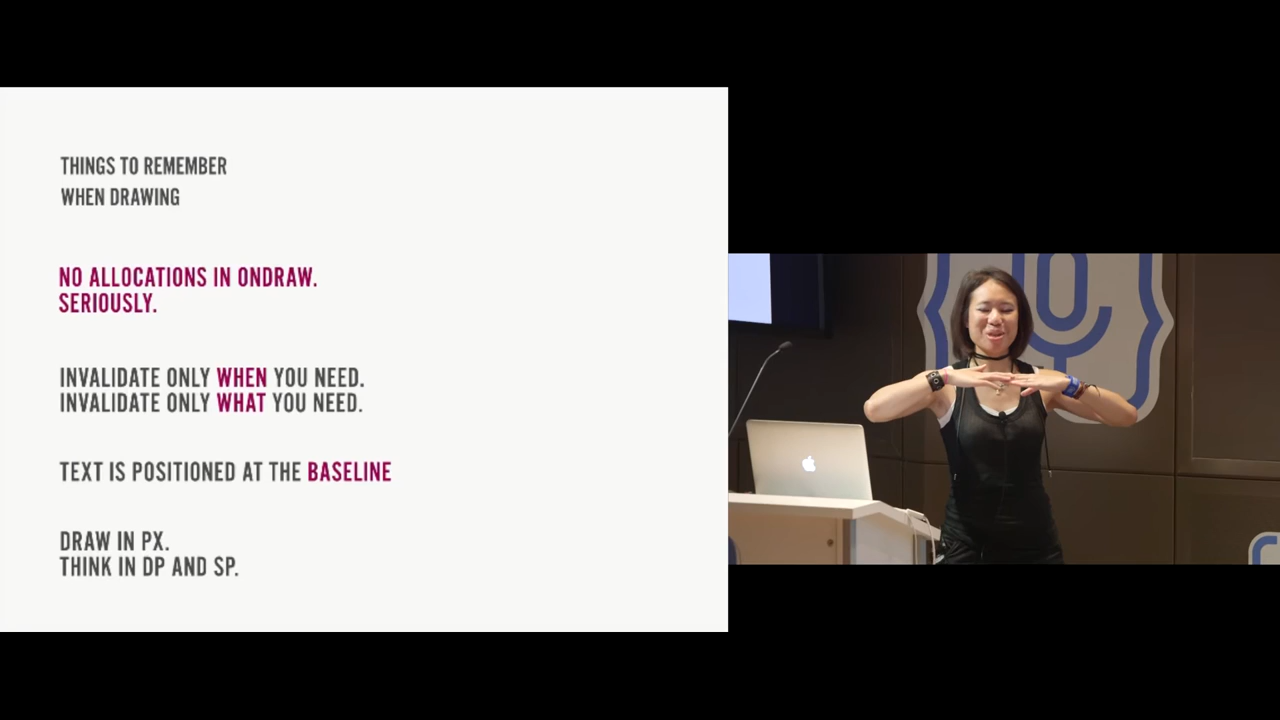 THINGS TO REMEMBER
WHEN DRAWING
NO ALLOCATIONS IN ONDRAW.
SERIOUSLY.
INVALIDATE ONLY WHEN YOU NEED.
INVALIDATE ONLY WHAT YOU NEED.
TEXT IS POSITIONED AT THE BASELINE
DRAW IN PX.
THINK IN DP AND SP.